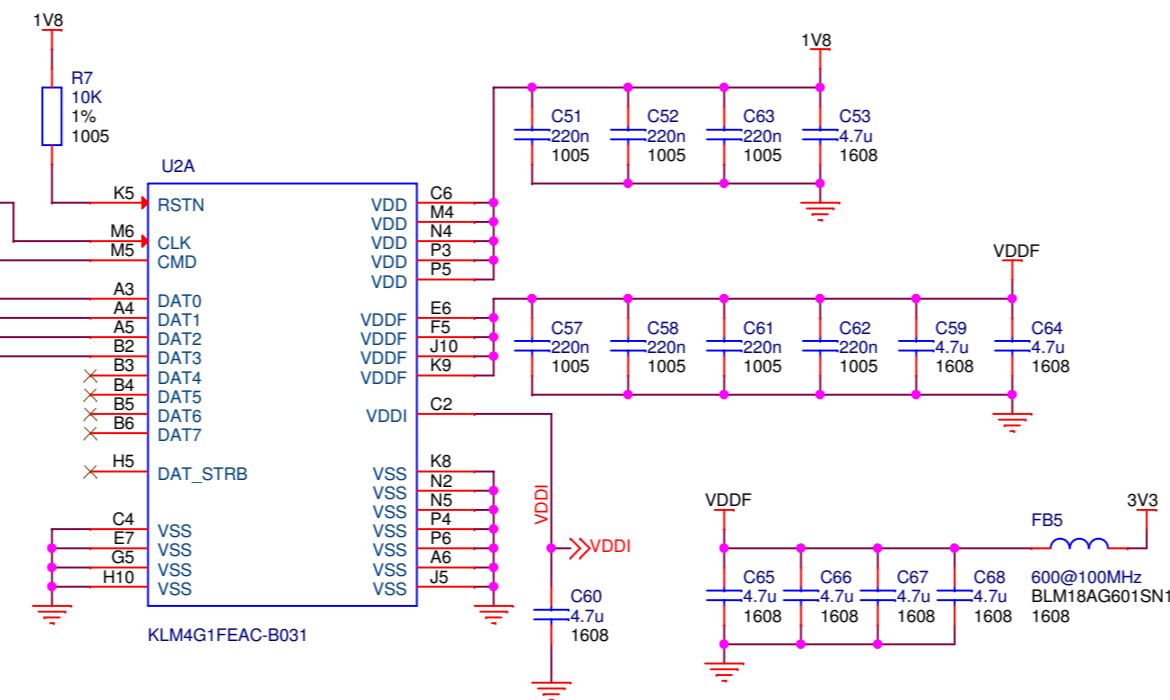 1V8
R7
10K
1%
1005
U2A
K5
RSTN
M6
CLK
M5
CMD
A3
DAT0
A4
DAT1
A5
DAT2
B2
DAT3
B3
DAT4
B4
DAT5
B5
DAT6
B6
DAT7
H5
DAT_STRB
C4
VSS
E7
VSS
G5
VSS
H10
VSS
VDD
C6
VDD
M4
VDD
N4
VDD
P3
VDD
P5
VDDF
E6
VDDF
F5
VDDF
J10
VDDF
K9
VDDI
C2
VSS
K8
VSS
N2
VSS
N5
VSS
P4
VSS
P6
VSS
A6
VSS
J5
KLM4G1FEAC-B031
1V8
C51
220n
1005
C52
220n
1005
C63
220n
1005
C53
4.7u
1608
VDDF
C57
220n
1005
C58
220n
1005
C61
220n
1005
C62
220n
1005
C59
4.7u
1608
C64
4.7u
1608
VDDI
VDDI
C60
4.7u
1608
VDDF
C65
4.7u
1608
C66
4.7u
1608
C67
4.7u
1608
C68
4.7u
1608
3V3
FB5
600@100MHz
BLM18AG601SN1
1608